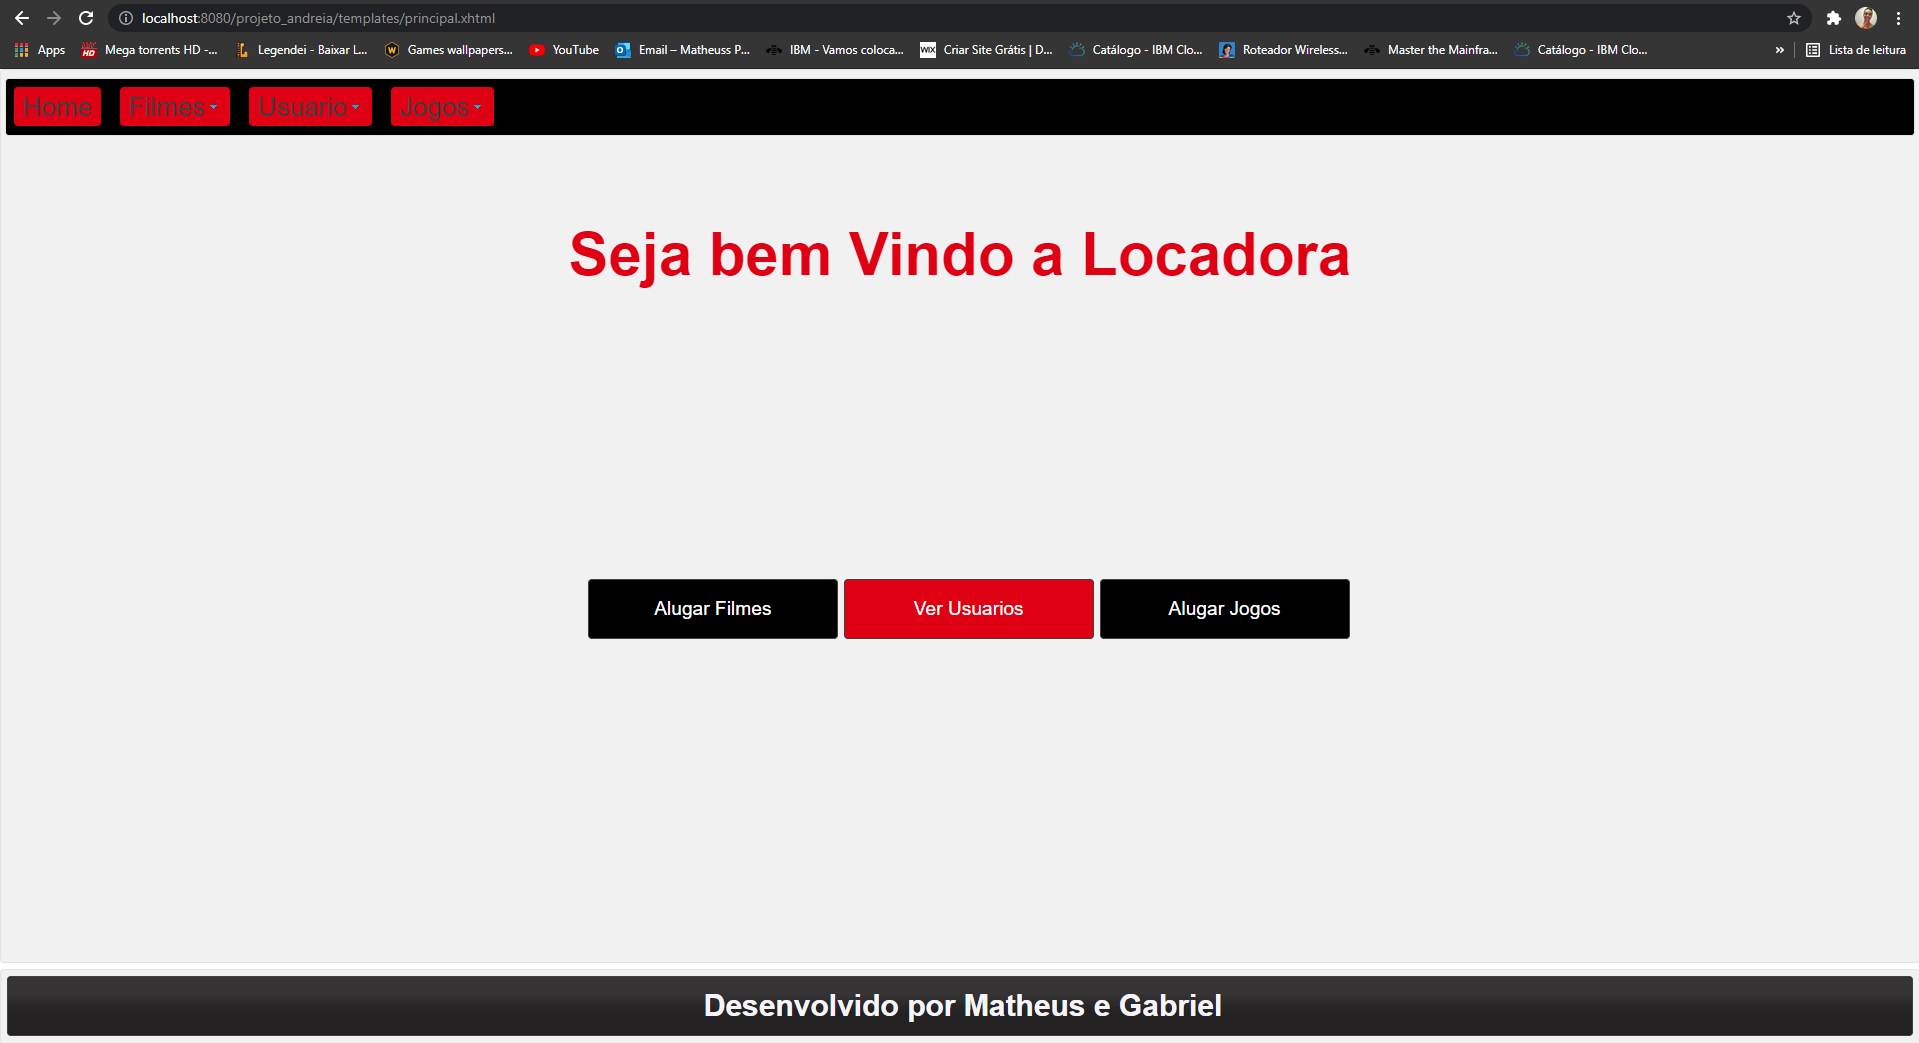 localhost:8080/projeto_andreia/templates/principal.xhtml
Apps Mega torrents HD -... Legendei - Baixar L... W Games wallpapers... YouTube Email – Matheuss P... IBM - Vamos coloca... WIX Criar Site Grátis | D... Catálogo - IBM Clo... Roteador Wireless... Master the Mainfra... Catálogo - IBM Clo... » Lista de leitura
Home Filmes Usuario Jogos
Seja bem Vindo a Locadora
Alugar Filmes Ver Usuarios Alugar Jogos
Desenvolvido por Matheus e Gabriel